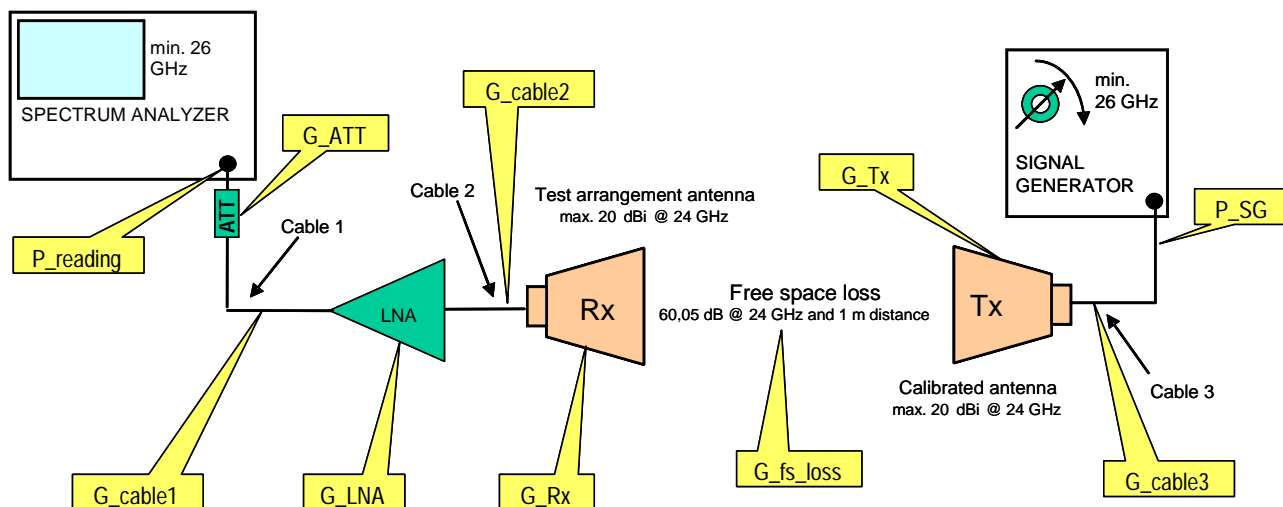 min. 26
GHz
SPECTRUM ANALYZER
G_ATT
ATT
P_reading
Cable 1
G_cable1
LNA
G_LNA
Cable 2
G_cable2
Test arrangement antenna
max. 20 dBi @ 24 GHz
Rx
G_Rx
Free space loss
60,05 dB @ 24 GHz and 1 m distance
G_fs_loss
G_Tx
Tx
Calibrated antenna
max. 20 dBi @ 24 GHz
min.
26 GHz
SIGNAL
GENERATOR
P_SG
Cable 3
G_cable3